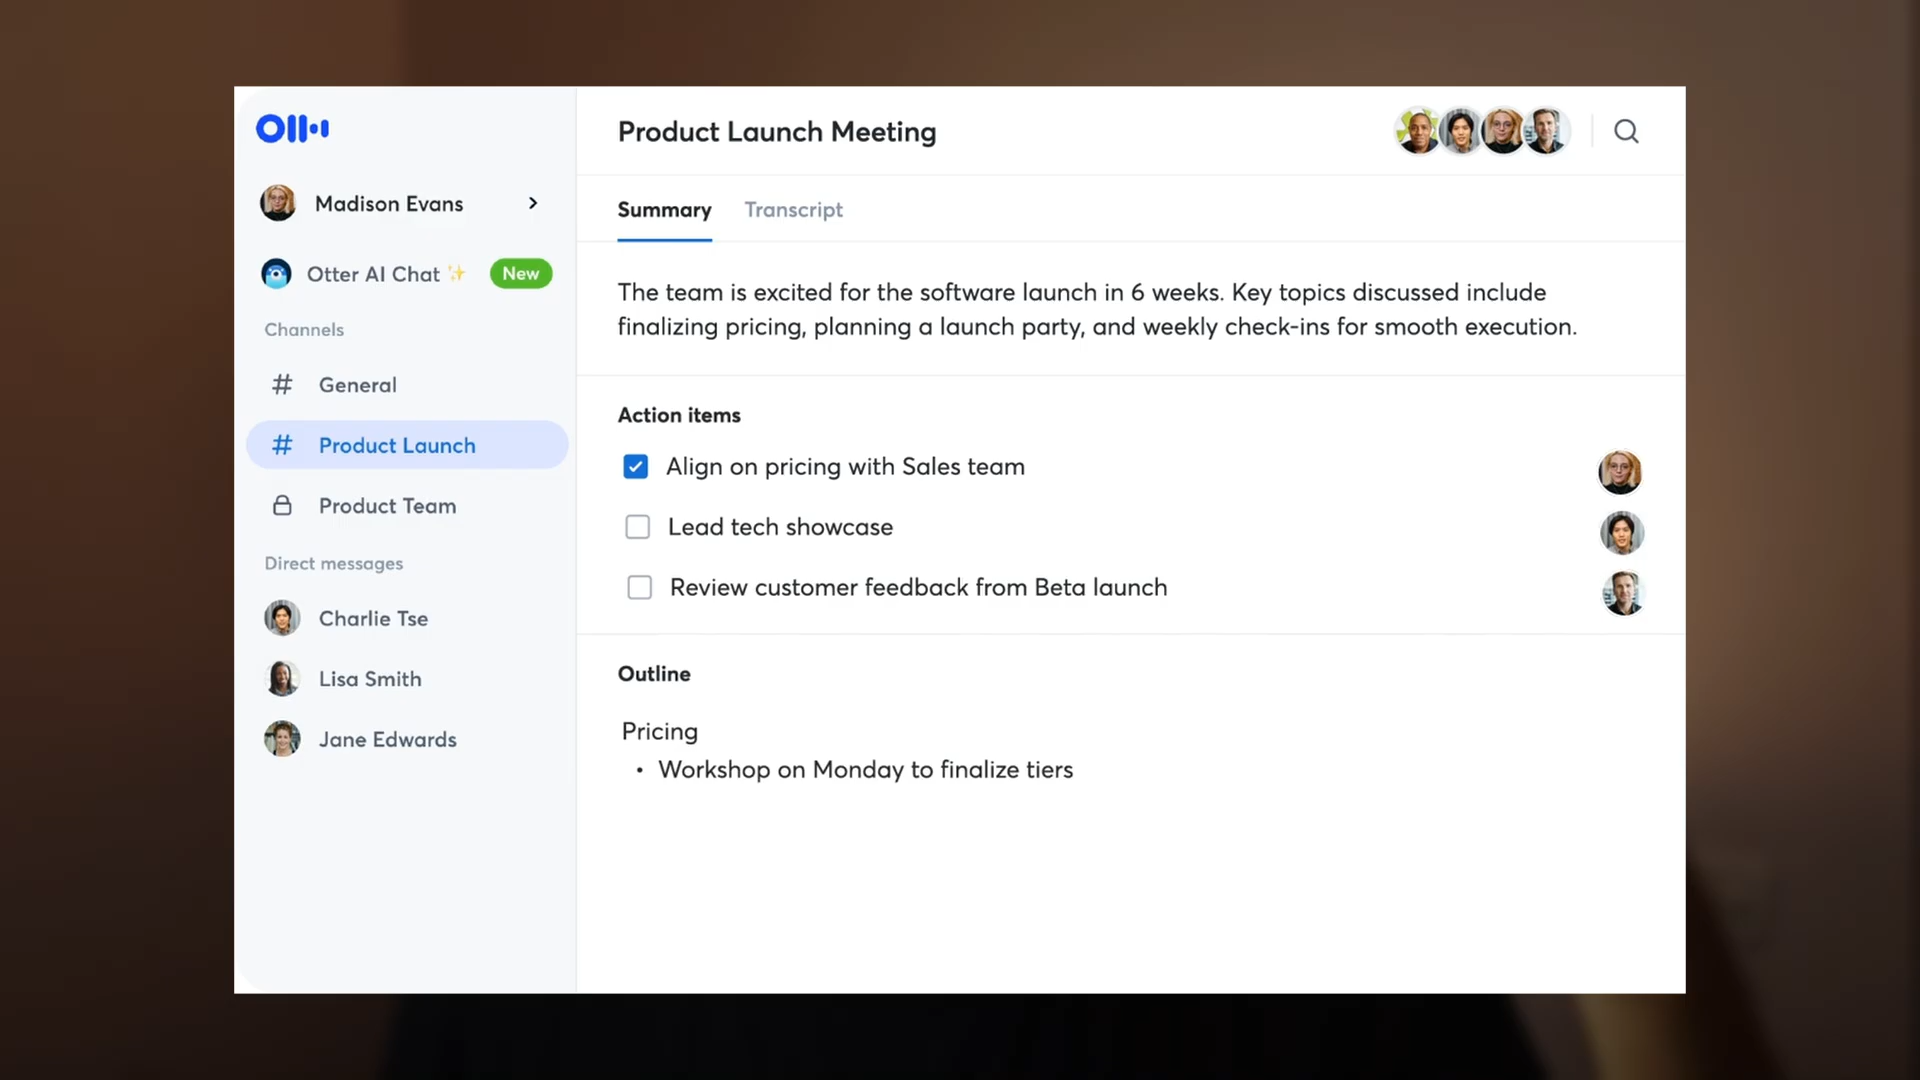 Madison Evans
Otter AI Chat ✨ New
Channels
# General
# Product Launch
Product Team
Direct messages
Charlie Tse
Lisa Smith
Jane Edwards
Product Launch Meeting
Summary Transcript
The team is excited for the software launch in 6 weeks. Key topics discussed include
finalizing pricing, planning a launch party, and weekly check-ins for smooth execution.
Action items
Align on pricing with Sales team
Lead tech showcase
Review customer feedback from Beta launch
Outline
Pricing
• Workshop on Monday to finalize tiers